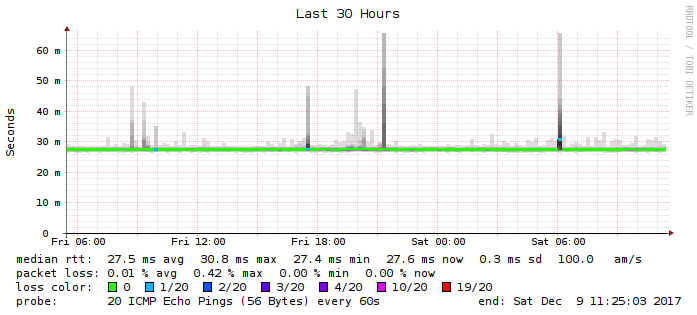 Last 30 Hours
RRDTOOL / TOBI OETIKER
Seconds
60 m
50 m
40 m
30 m
20 m
10 m
0
Fri 06:00 Fri 12:00 Fri 18:00 Sat 00:00 Sat 06:00
median rtt: 27.5 ms avg 30.8 ms max 27.4 ms min 27.6 ms now 0.3 ms sd 100.0 am/s
packet loss: 0.01 % avg 0.42 % max 0.00 % min 0.00 % now
loss color: 0 1/20 2/20 3/20 4/20 10/20 19/20
probe: 20 ICMP Echo Pings (56 Bytes) every 60s end: Sat Dec 9 11:25:03 2017